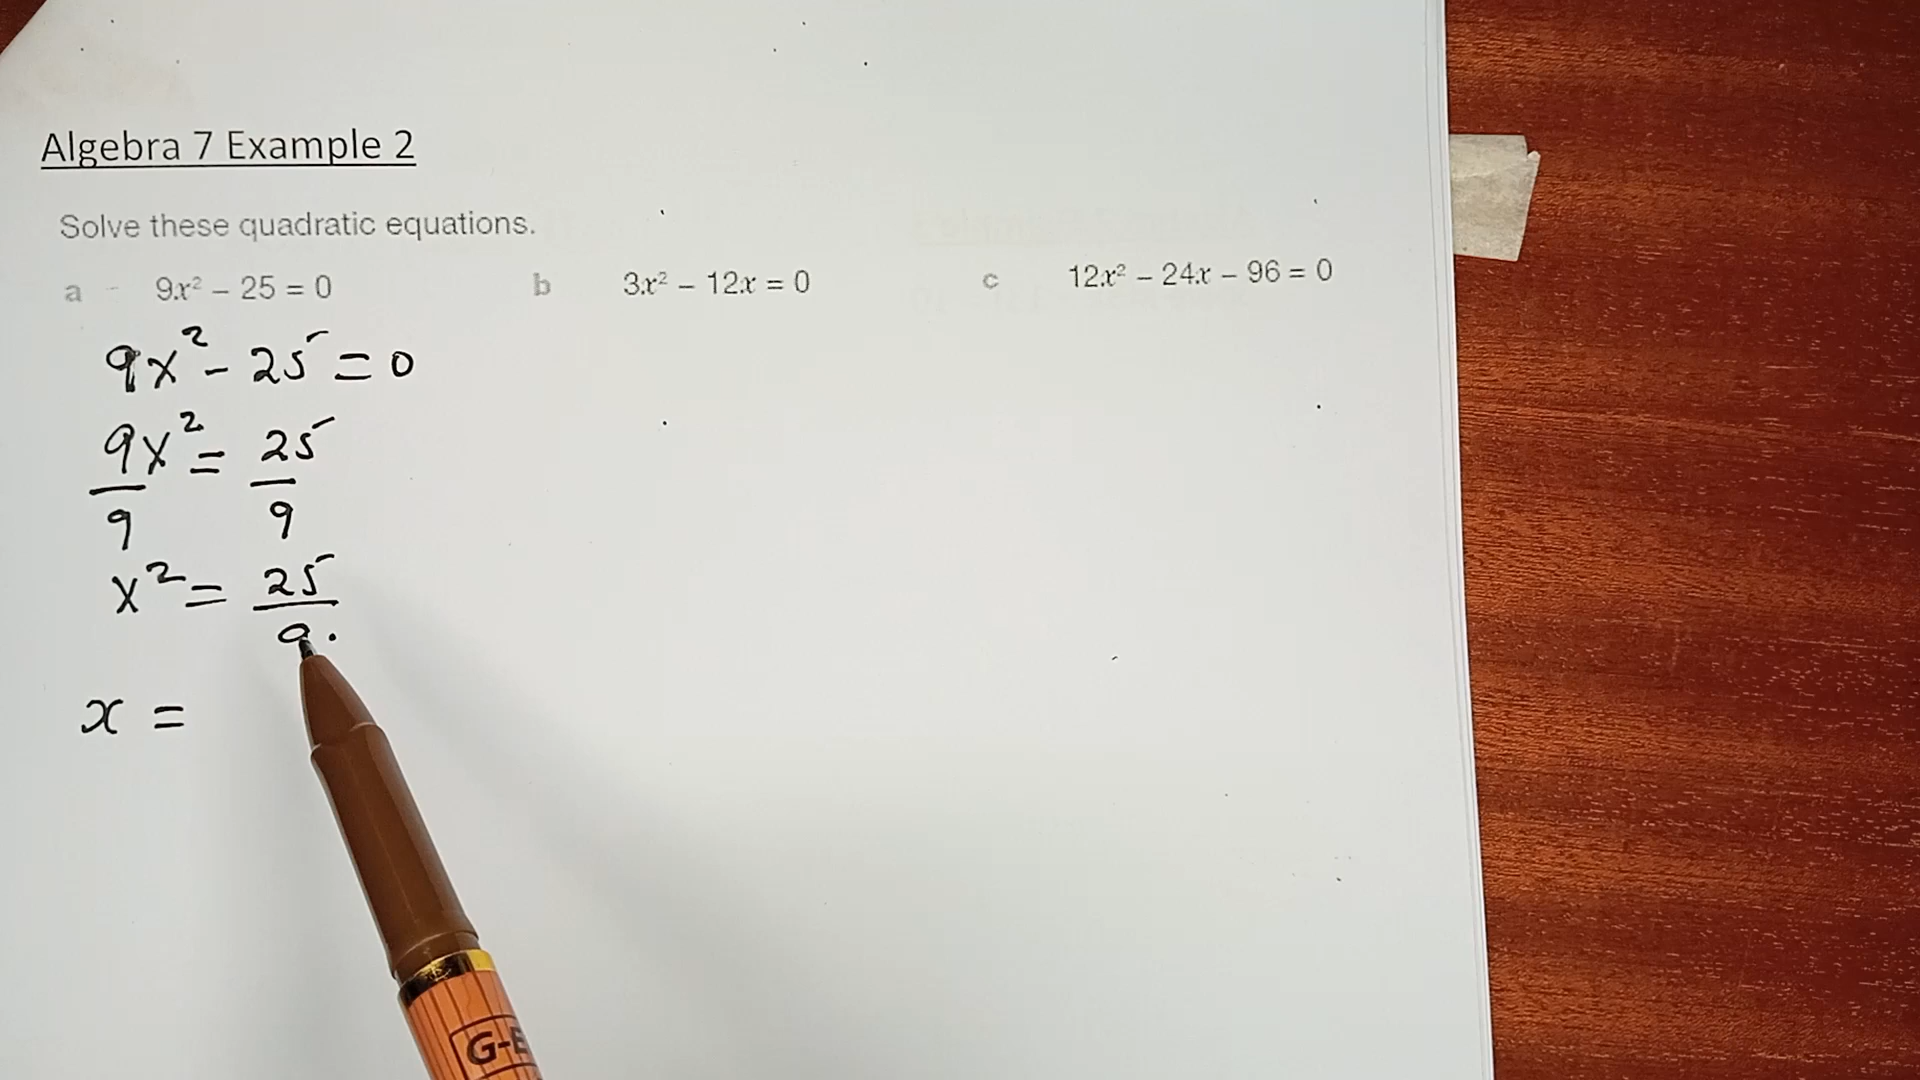 Algebra 7 Example 2
Solve these quadratic equations.
a 9x² – 25 = 0 b 3x² – 12x = 0 c 12x² – 24x – 96 = 0
9x² - 25 = 0
9x² = 25
9 9
x² = 25
9.
x =